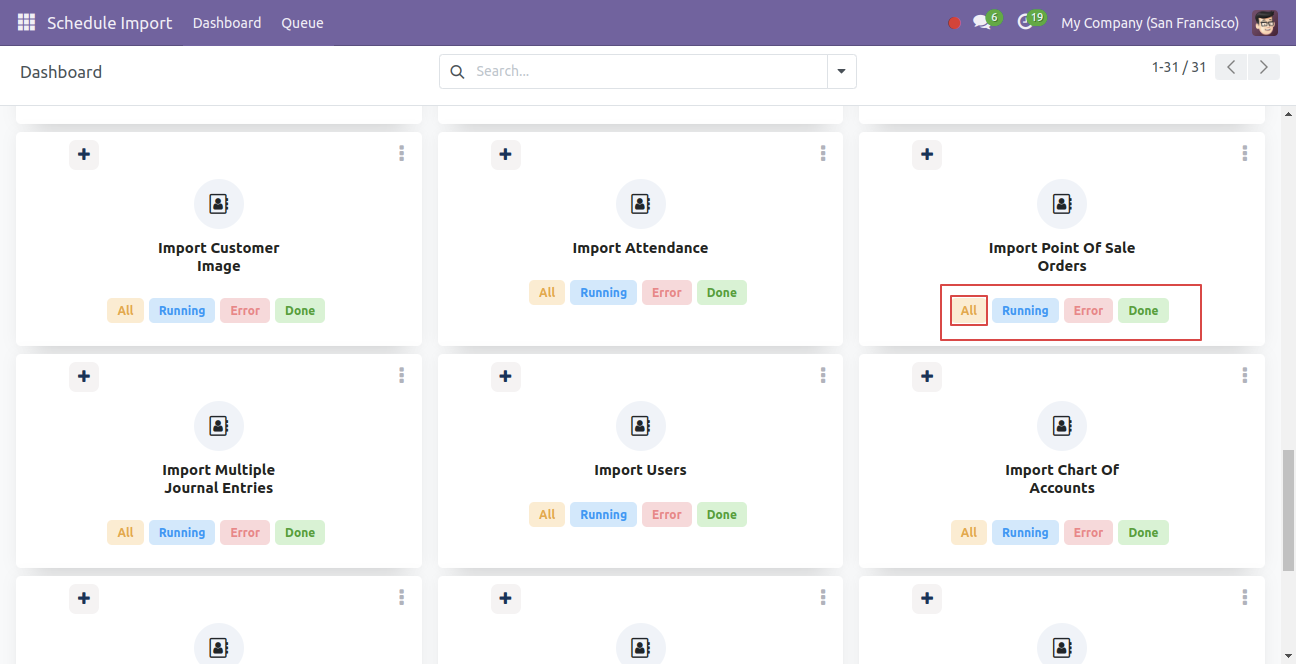 Schedule Import Dashboard Queue 6 19 My Company (San Francisco)
Dashboard Search... 1-31 / 31
Import Customer
Image
All Running Error Done
Import Attendance
All Running Error Done
Import Point Of Sale
Orders
All Running Error Done
Import Multiple
Journal Entries
All Running Error Done
Import Users
All Running Error Done
Import Chart Of
Accounts
All Running Error Done